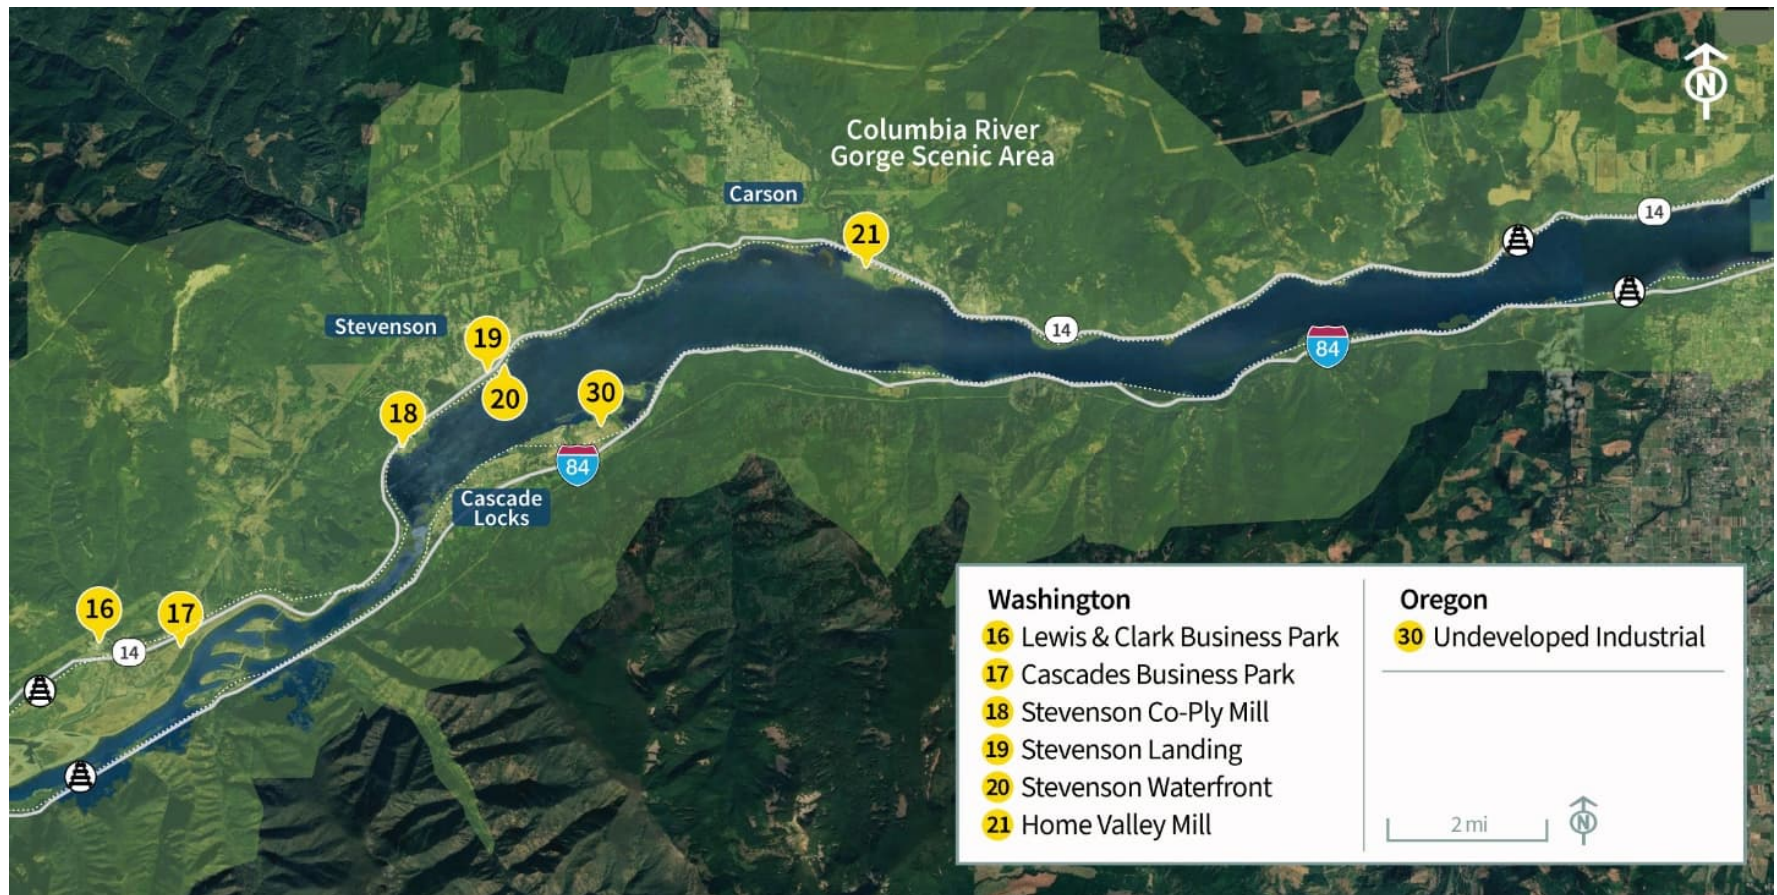 N
Columbia River
Gorge Scenic Area
Carson
21
14
Stevenson
19
14
84
20
30
18
84
Cascade
Locks
16
17
14
Washington
16 Lewis & Clark Business Park
17 Cascades Business Park
18 Stevenson Co-Ply Mill
19 Stevenson Landing
20 Stevenson Waterfront
21 Home Valley Mill
Oregon
30 Undeveloped Industrial
2 mi
N